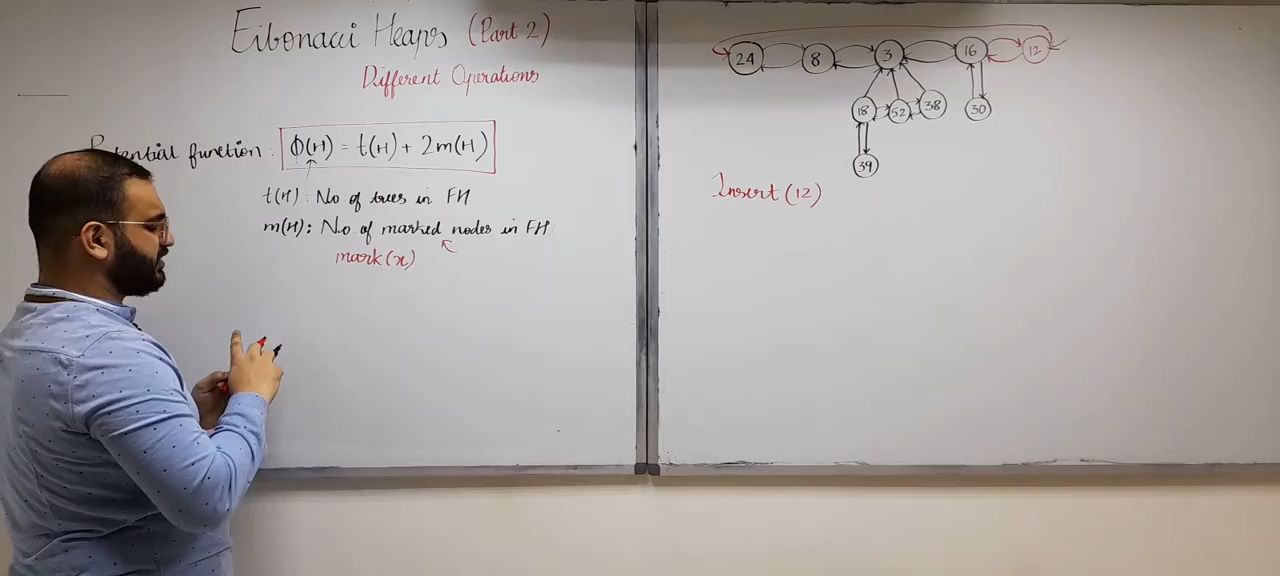 Fibonacci Heaps (Part 2)
Different Operations
Potential function: Φ(H) = t(H) + 2m(H)
t(H): No of trees in FH
m(H): No of marked nodes in FH
mark(x)
24 8 3 16 12
18 52 38 30
39
Insert (12)